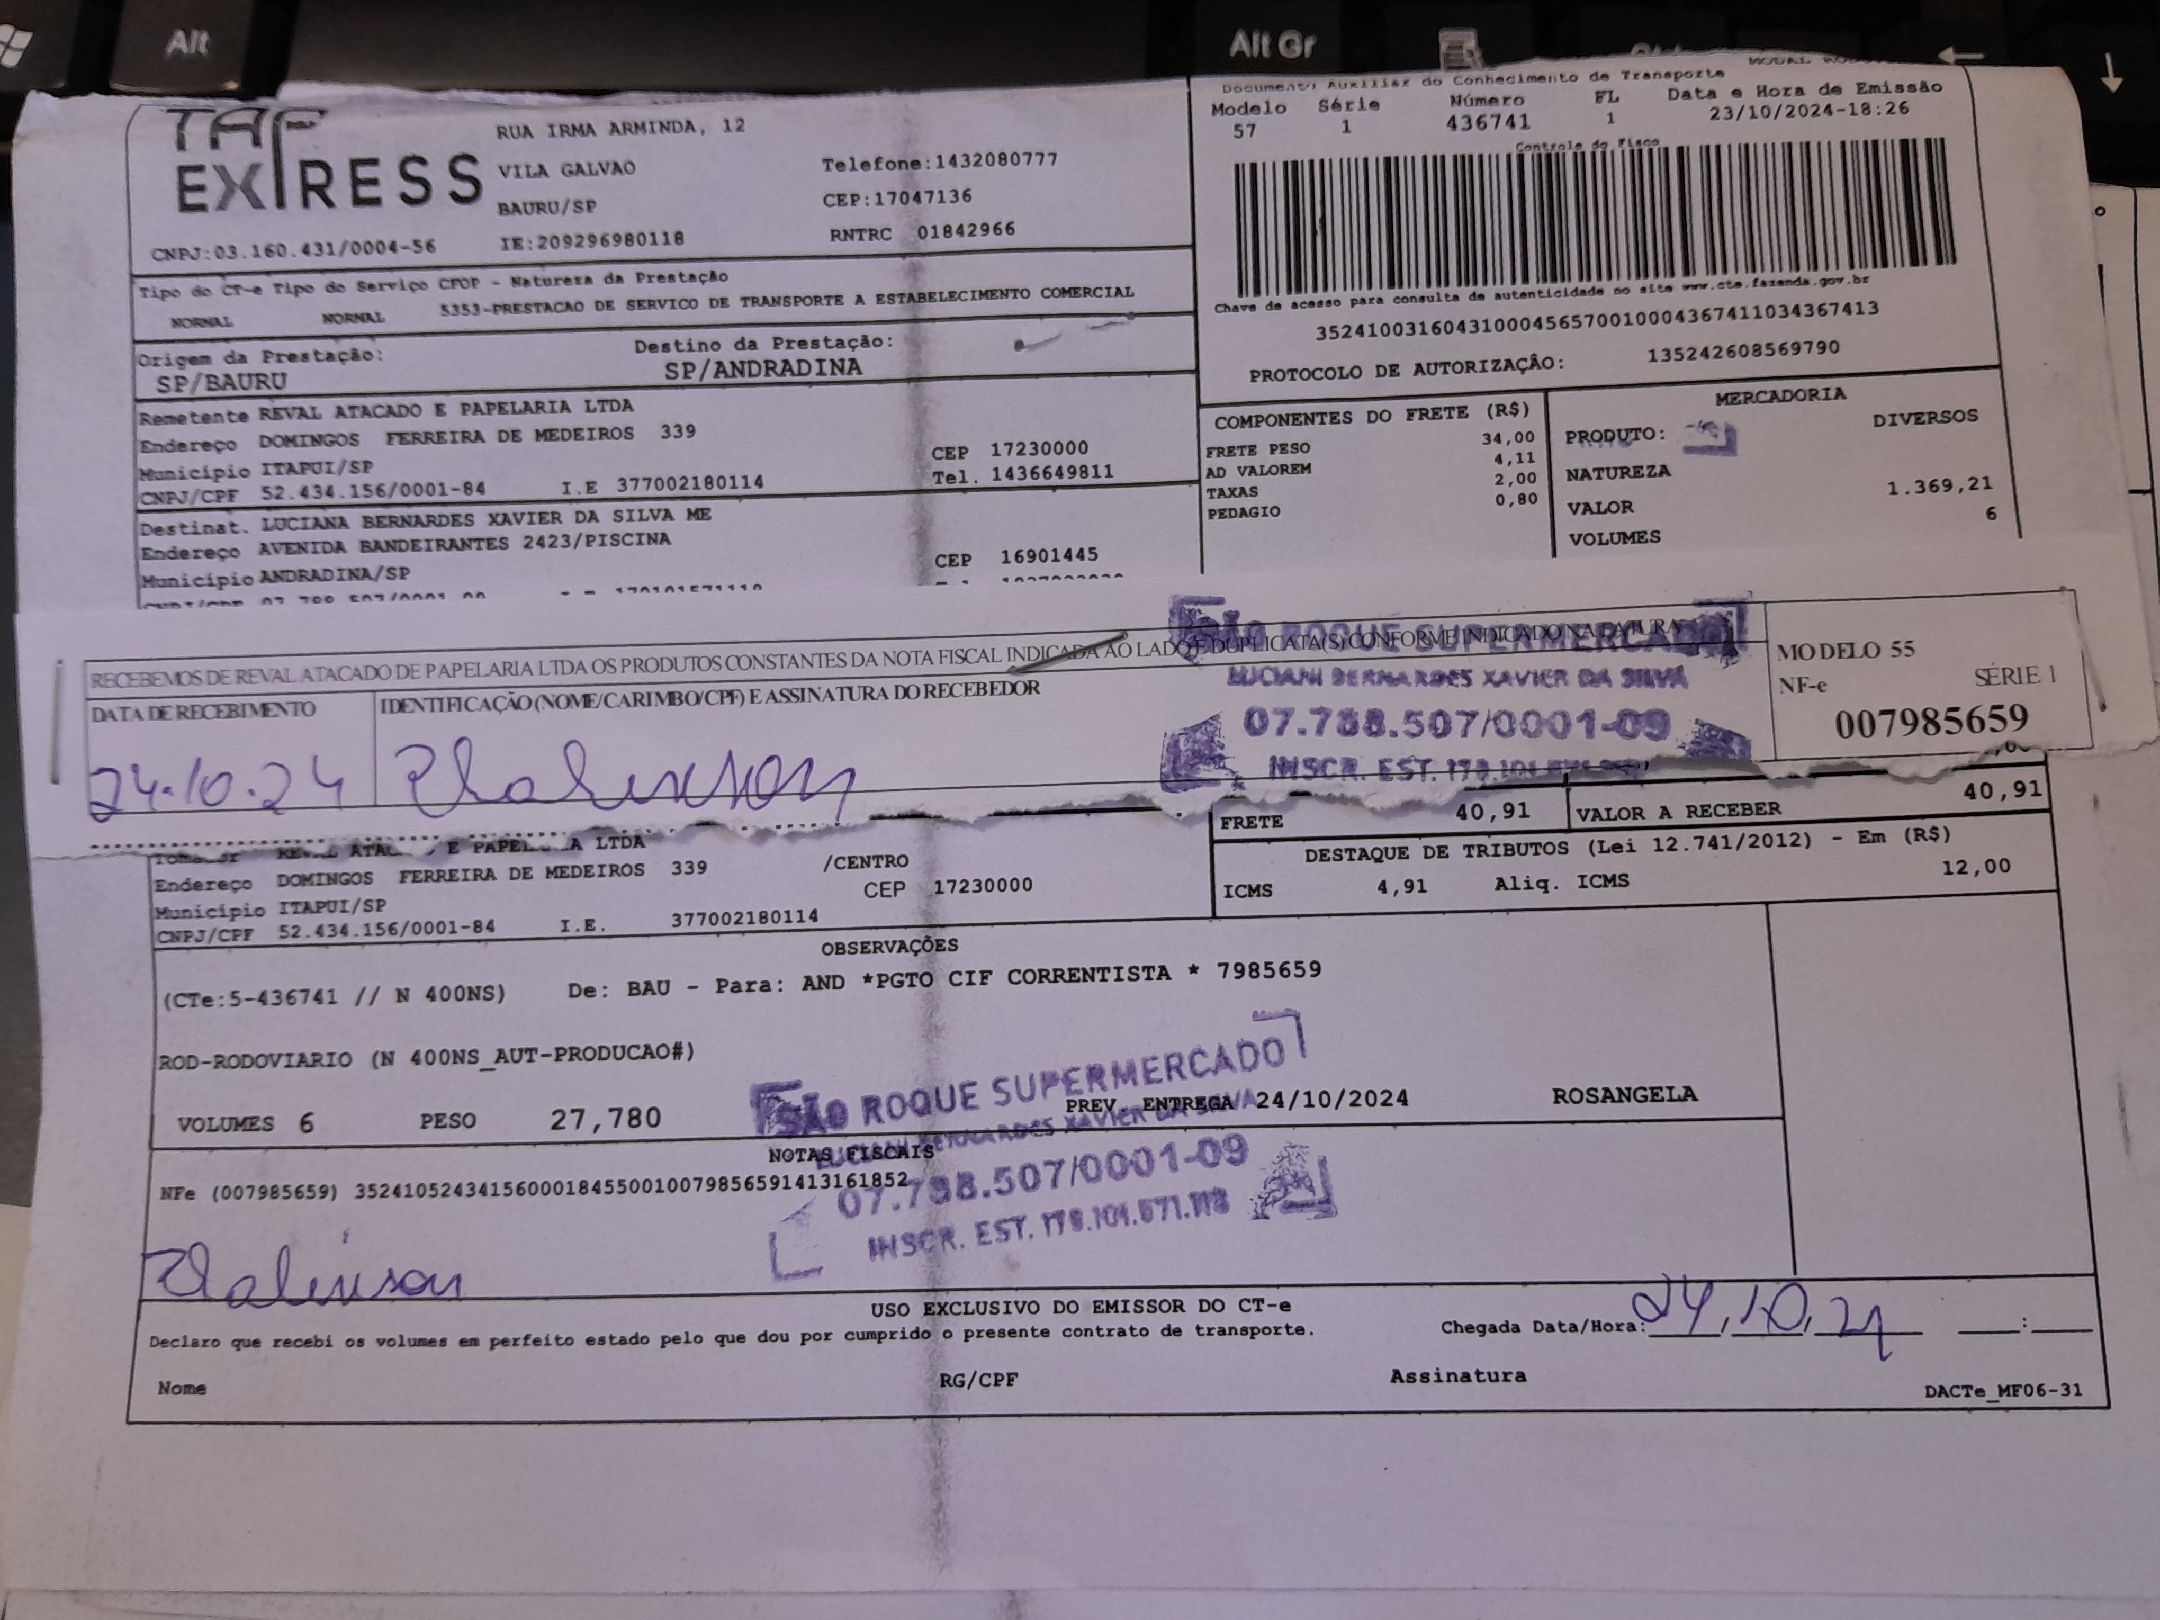 Alt
Alt Gr
TAF
EXPRESS
RUA IRMA ARMINDA, 12
VILA GALVAO
Telefone:1432080777
BAURU/SP
CEP:17047136
CNPJ:03.160.431/0004-56
IE:209296980118
RNTRC 01842966
Documento Auxiliar do Conhecimento de Transporte
Modelo Série Número FL Data e Hora de Emissão
57 1 436741 1 23/10/2024-18:26
Controle do Fisco
Chave de acesso para consulta de autenticidade no site www.cte.fazenda.gov.br
35241003160431000456570010004367411034367413
PROTOCOLO DE AUTORIZAÇÂO: 135242608569790
Tipo do CT-e Tipo do Serviço CFOP - Natureza da Prestação
NORMAL NORMAL 5353-PRESTACAO DE SERVICO DE TRANSPORTE A ESTABELECIMENTO COMERCIAL
Origem da Prestação: Destino da Prestação:
SP/BAURU SP/ANDRADINA
Remetente REVAL ATACADO E PAPELARIA LTDA
Endereço DOMINGOS FERREIRA DE MEDEIROS 339
Município ITAPUI/SP CEP 17230000
CNPJ/CPF 52.434.156/0001-84 I.E 377002180114 Tel. 1436649811
Destinat. LUCIANA BERNARDES XAVIER DA SILVA ME
Endereço AVENIDA BANDEIRANTES 2423/PISCINA
Município ANDRADINA/SP CEP 16901445
COMPONENTES DO FRETE (R$)
FRETE PESO 34,00
AD VALOREM 4,11
TAXAS 2,00
PEDAGIO 0,80
MERCADORIA
PRODUTO: DIVERSOS
NATUREZA
VALOR 1.369,21
VOLUMES 6
RECEBEMOS DE REVAL ATACADO DE PAPELARIA LTDA OS PRODUTOS CONSTANTES DA NOTA FISCAL INDICADA AO LADO E DUPLICATA(S) CONFORME INDICADO NA FATURA
DATA DE RECEBIMENTO
IDENTIFICAÇÃO (NOME/CARIMBO/CPF) E ASSINATURA DO RECEBEDOR
24.10.24
SÃO ROQUE SUPERMERCADO
LUCIANI BERNARDES XAVIER DA SILVA
07.788.507/0001-09
INSCR. EST.
MODELO 55
NF-e SÉRIE 1
007985659
FRETE 40,91 VALOR A RECEBER 40,91
DESTAQUE DE TRIBUTOS (Lei 12.741/2012) - Em (R$)
ICMS 4,91 Aliq. ICMS 12,00
LTDA
Endereço DOMINGOS FERREIRA DE MEDEIROS 339 /CENTRO
Município ITAPUI/SP CEP 17230000
CNPJ/CPF 52.434.156/0001-84 I.E. 377002180114
OBSERVAÇÕES
(CTe:5-436741 // N 400NS) De: BAU - Para: AND *PGTO CIF CORRENTISTA * 7985659
ROD-RODOVIARIO (N 400NS_AUT-PRODUCAO#)
VOLUMES 6 PESO 27,780 PREV. ENTREGA 24/10/2024 ROSANGELA
SÃO ROQUE SUPERMERCADO
LUCIANI BERNARDES XAVIER DA SILVA
07.798.507/0001-09
INSCR. EST.
NOTAS FISCAIS
NFe (007985659) 35241052434156000184550010079856591413161852
USO EXCLUSIVO DO EMISSOR DO CT-e
Declaro que recebi os volumes em perfeito estado pelo que dou por cumprido o presente contrato de transporte.
Chegada Data/Hora: 24,10,24 :
Nome RG/CPF Assinatura
DACTe_MF06-31